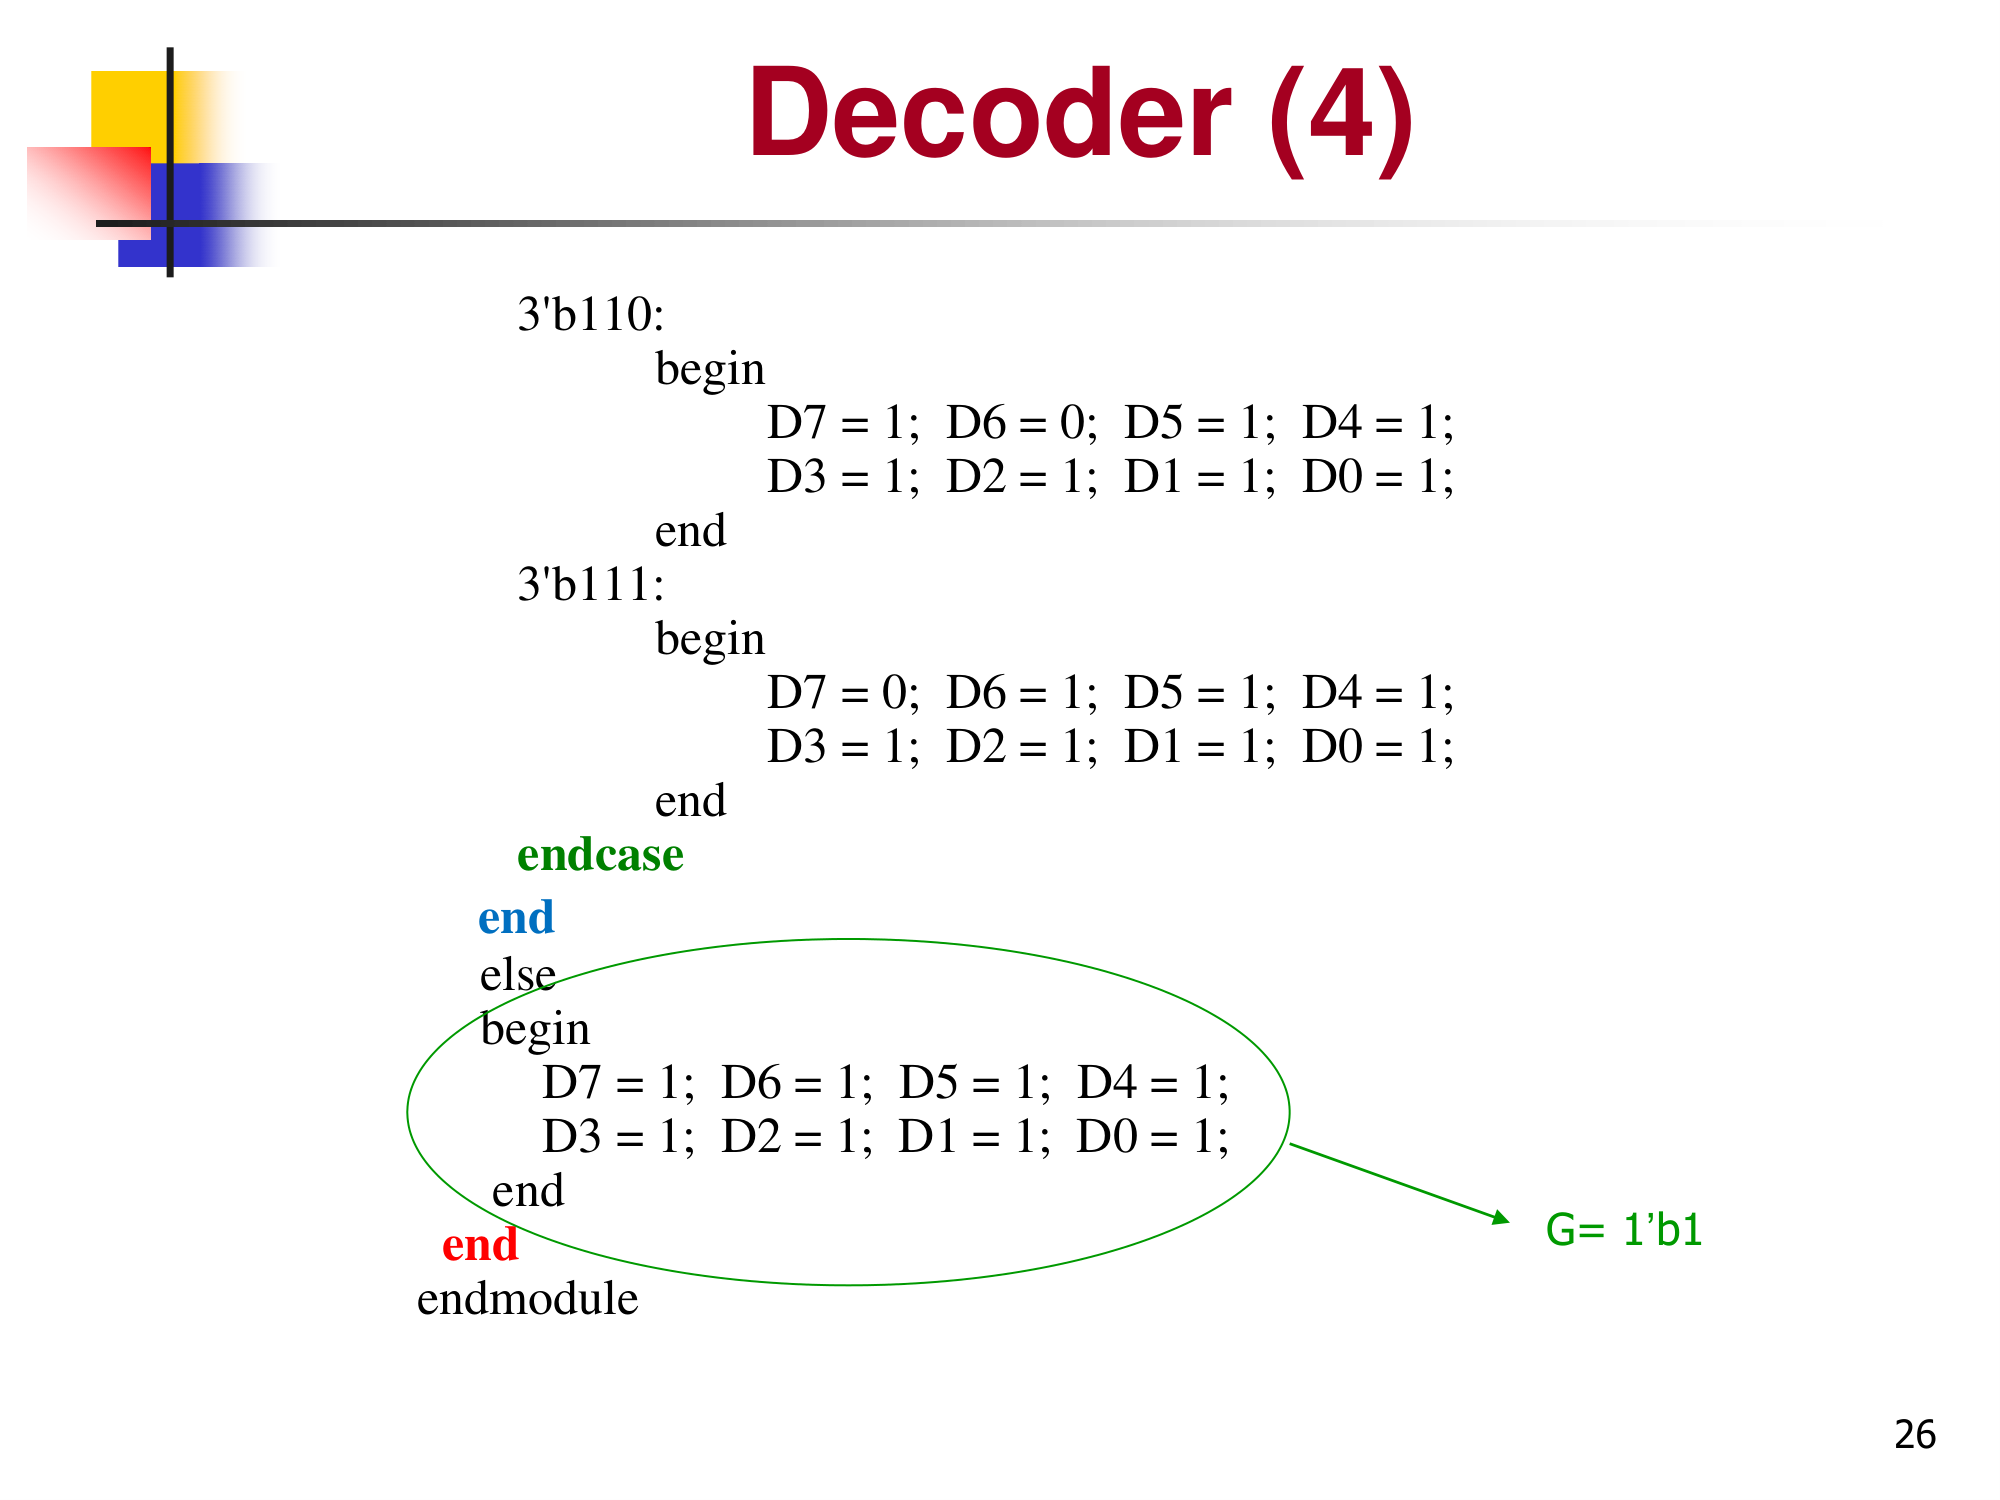 Decoder (4)
3'b110:
begin
D7 = 1; D6 = 0; D5 = 1; D4 = 1;
D3 = 1; D2 = 1; D1 = 1; D0 = 1;
end
3'b111:
begin
D7 = 0; D6 = 1; D5 = 1; D4 = 1;
D3 = 1; D2 = 1; D1 = 1; D0 = 1;
end
endcase
end
else
begin
D7 = 1; D6 = 1; D5 = 1; D4 = 1;
D3 = 1; D2 = 1; D1 = 1; D0 = 1;
end
end
endmodule
G= 1’b1
26